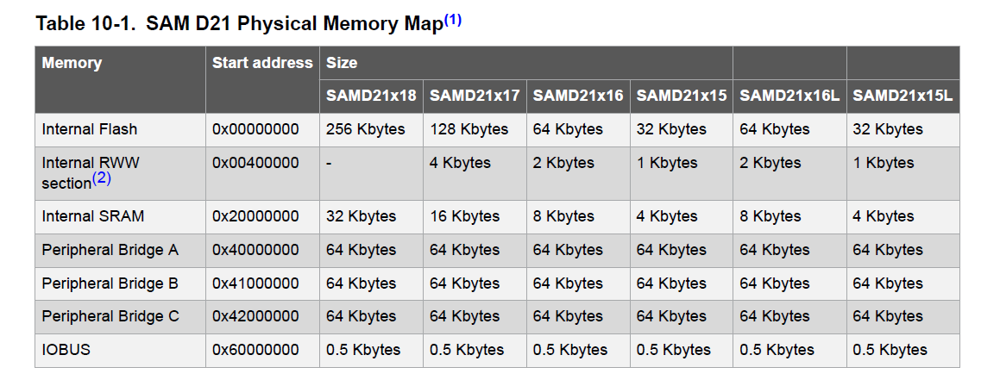 Table 10-1. SAM D21 Physical Memory Map(1)
Memory Start address Size
SAMD21x18 SAMD21x17 SAMD21x16 SAMD21x15 SAMD21x16L SAMD21x15L
Internal Flash 0x00000000 256 Kbytes 128 Kbytes 64 Kbytes 32 Kbytes 64 Kbytes 32 Kbytes
Internal RWW 0x00400000 - 4 Kbytes 2 Kbytes 1 Kbytes 2 Kbytes 1 Kbytes
section(2)
Internal SRAM 0x20000000 32 Kbytes 16 Kbytes 8 Kbytes 4 Kbytes 8 Kbytes 4 Kbytes
Peripheral Bridge A 0x40000000 64 Kbytes 64 Kbytes 64 Kbytes 64 Kbytes 64 Kbytes 64 Kbytes
Peripheral Bridge B 0x41000000 64 Kbytes 64 Kbytes 64 Kbytes 64 Kbytes 64 Kbytes 64 Kbytes
Peripheral Bridge C 0x42000000 64 Kbytes 64 Kbytes 64 Kbytes 64 Kbytes 64 Kbytes 64 Kbytes
IOBUS 0x60000000 0.5 Kbytes 0.5 Kbytes 0.5 Kbytes 0.5 Kbytes 0.5 Kbytes 0.5 Kbytes